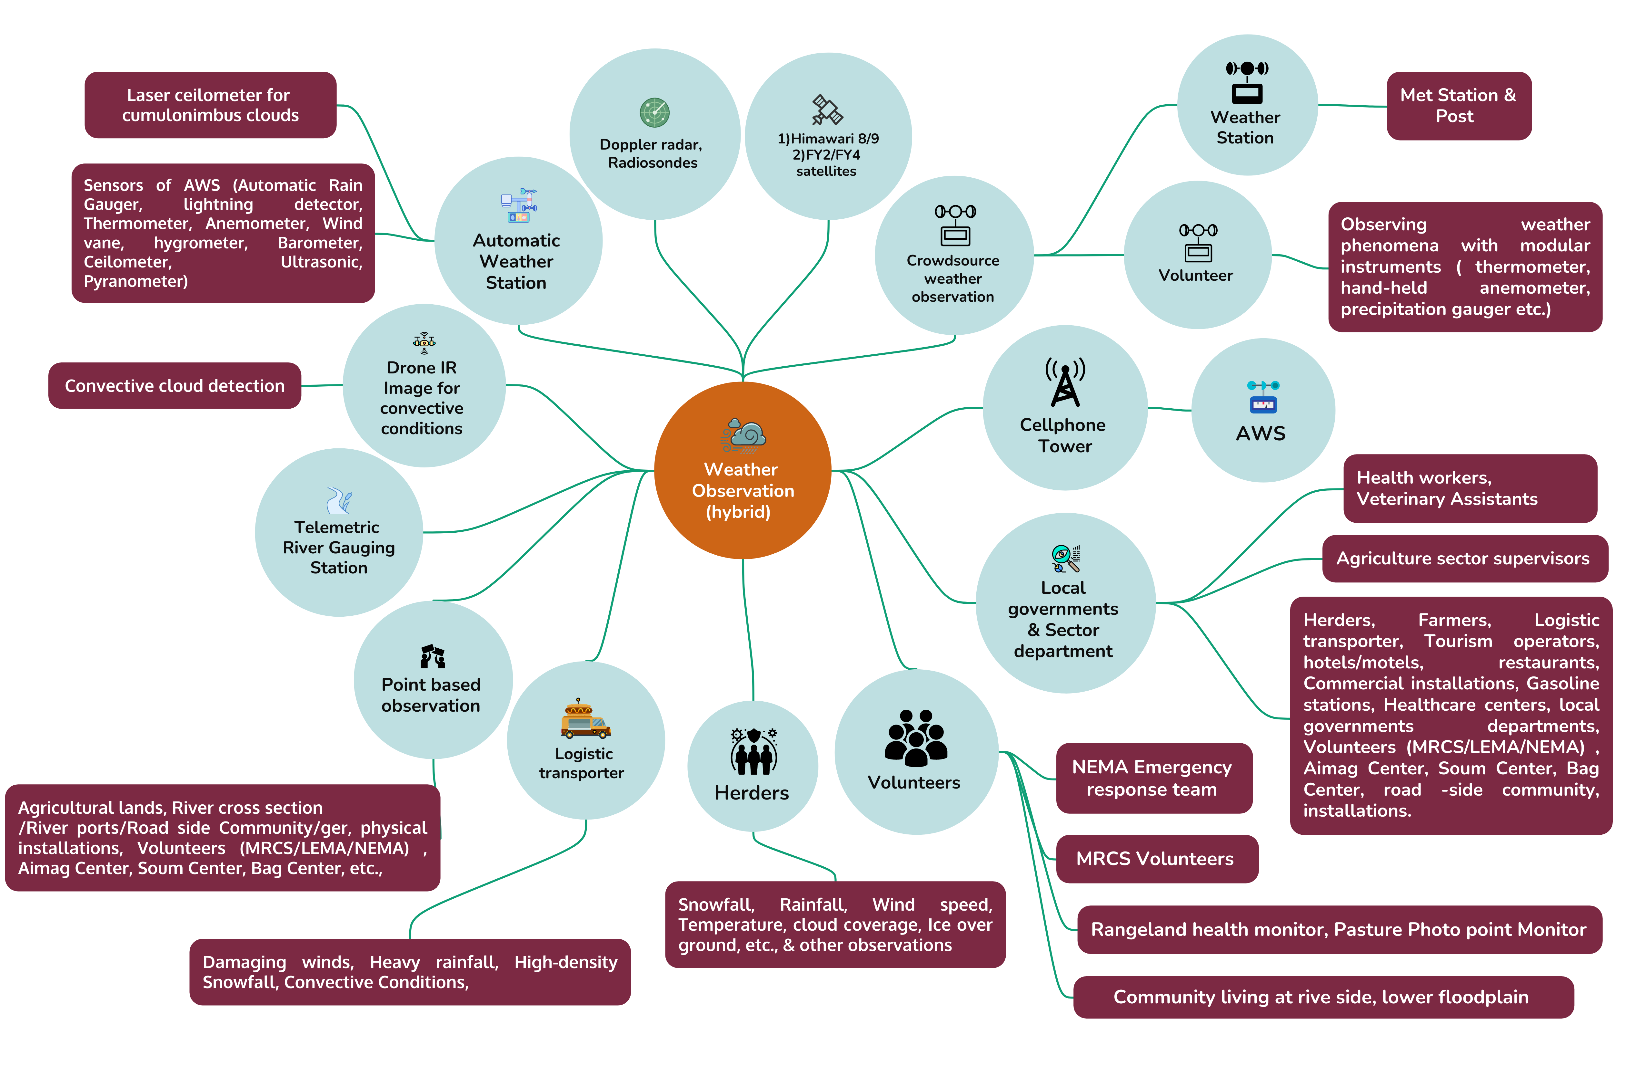 Laser ceilometer for
cumulonimbus clouds
Sensors of AWS (Automatic Rain
Gauger, lightning detector,
Thermometer, Anemometer, Wind
vane, hygrometer, Barometer,
Ceilometer, Ultrasonic,
Pyranometer)
Automatic
Weather
Station
Doppler radar,
Radiosondes
1)Himawari 8/9
2)FY2/FY4
satellites
Crowdsource
weather
observation
Weather
Station
Met Station &
Post
Volunteer
Observing weather
phenomena with modular
instruments ( thermometer,
hand-held anemometer,
precipitation gauger etc.)
Convective cloud detection
Drone IR
Image for
convective
conditions
Weather
Observation
(hybrid)
Cellphone
Tower
AWS
Telemetric
River Gauging
Station
Local
governments
& Sector
department
Health workers,
Veterinary Assistants
Agriculture sector supervisors
Herders, Farmers, Logistic
transporter, Tourism operators,
hotels/motels, restaurants,
Commercial installations, Gasoline
stations, Healthcare centers, local
governments departments,
Volunteers (MRCS/LEMA/NEMA) ,
Aimag Center, Soum Center, Bag
Center, road -side community,
installations.
Point based
observation
Agricultural lands, River cross section
/River ports/Road side Community/ger, physical
installations, Volunteers (MRCS/LEMA/NEMA) ,
Aimag Center, Soum Center, Bag Center, etc.,
Logistic
transporter
Damaging winds, Heavy rainfall, High-density
Snowfall, Convective Conditions,
Herders
Snowfall, Rainfall, Wind speed,
Temperature, cloud coverage, Ice over
ground, etc., & other observations
Volunteers
NEMA Emergency
response team
MRCS Volunteers
Rangeland health monitor, Pasture Photo point Monitor
Community living at rive side, lower floodplain